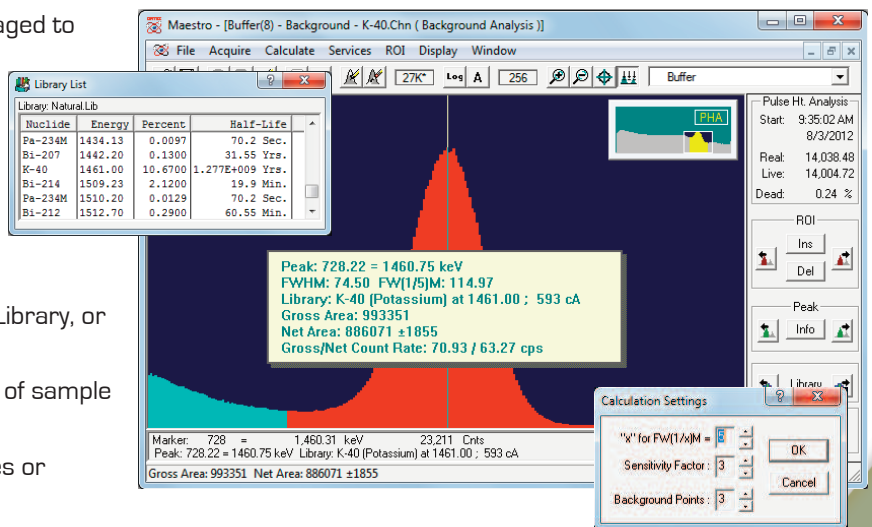 aged to
Maestro - [Buffer(8) - Background - K-40.Chn ( Background Analysis )]
File Acquire Calculate Services ROI Display Window
27K* Log A 256 Buffer
Library List
Library: Natural.Lib
Nuclide Energy Percent Half-Life
Pa-234M 1434.13 0.0097 70.2 Sec.
Bi-207 1442.20 0.1300 31.55 Yrs.
K-40 1461.00 10.6700 1.277E+009 Yrs.
Bi-214 1509.23 2.1200 19.9 Min.
Pa-234M 1510.20 0.0129 70.2 Sec.
Bi-212 1512.70 0.2900 60.55 Min.
PHA
Pulse Ht. Analysis
Start: 9:35:02 AM
8/3/2012
Real: 14,038.48
Live: 14,004.72
Dead: 0.24 %
ROI
Ins
Del
Peak
Info
Library
Peak: 728.22 = 1460.75 keV
FWHM: 74.50 FW(1/5)M: 114.97
Library: K-40 (Potassium) at 1461.00 ; 593 cA
Gross Area: 993351
Net Area: 886071 ±1855
Gross/Net Count Rate: 70.93 / 63.27 cps
Library, or
of sample
es or
Marker: 728 = 1,460.31 keV 23,211 Cnts
Peak: 728.22 = 1460.75 keV Library: K-40 (Potassium) at 1461.00 ; 593 cA
Gross Area: 993351 Net Area: 886071 ±1855
Calculation Settings
"x" for FW(1/x)M = 5
Sensitivity Factor : 3
Background Points : 3
OK
Cancel